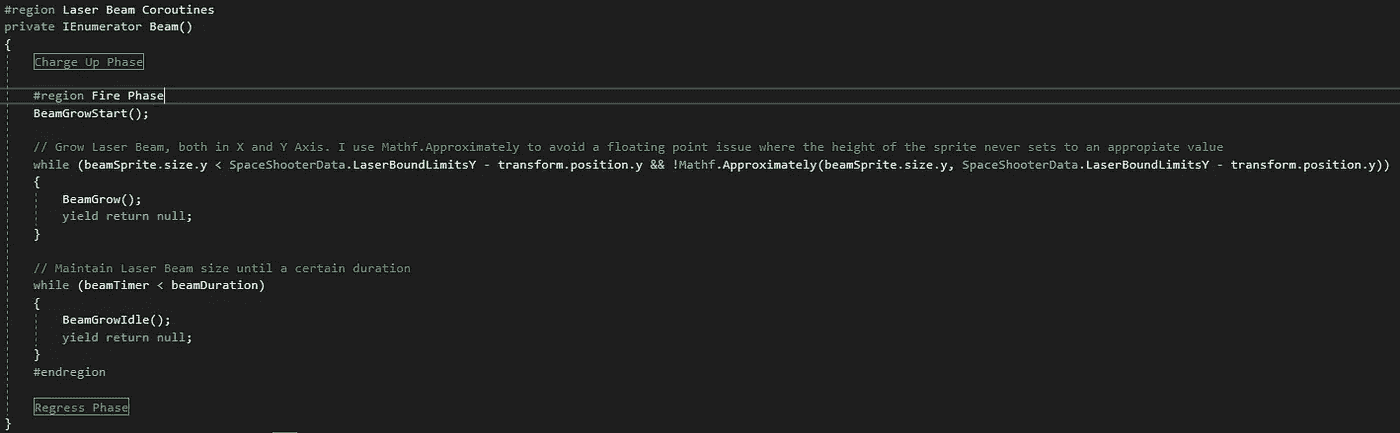 #region Laser Beam Coroutines
private IEnumerator Beam()
{
Charge Up Phase
#region Fire Phase
BeamGrowStart();
// Grow Laser Beam, both in X and Y Axis. I use Mathf.Approximately to avoid a floating point issue where the height of the sprite never sets to an appropiate value
while (beamSprite.size.y < SpaceShooterData.LaserBoundLimitsY - transform.position.y && !Mathf.Approximately(beamSprite.size.y, SpaceShooterData.LaserBoundLimitsY - transform.position.y))
{
BeamGrow();
yield return null;
}
// Maintain Laser Beam size until a certain duration
while (beamTimer < beamDuration)
{
BeamGrowIdle();
yield return null;
}
#endregion
Regress Phase
}